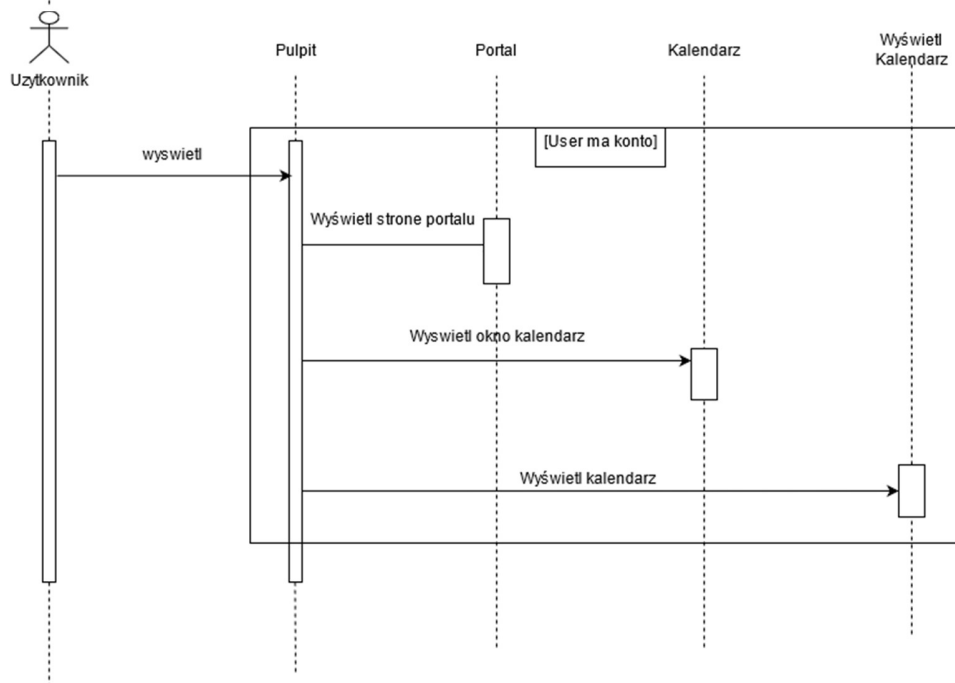 Uzytkownik
Pulpit
Portal
Kalendarz
Wyświetl
Kalendarz
[User ma konto]
wyswietl
Wyświetl strone portalu
Wyswietl okno kalendarz
Wyświetl kalendarz